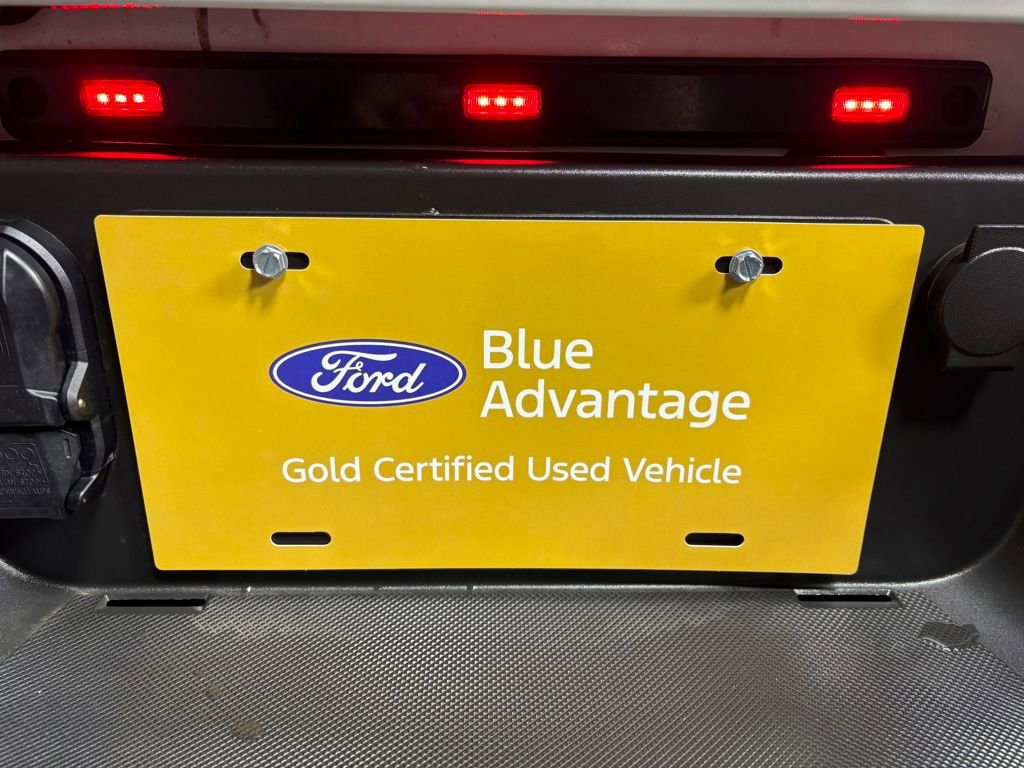 Ford
Blue
Advantage
Gold Certified Used Vehicle